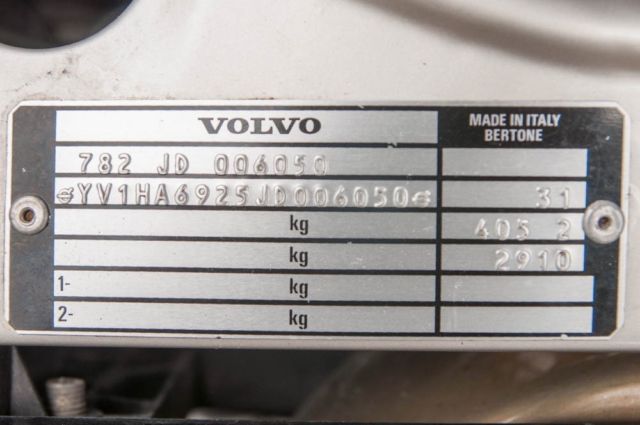 VOLVO
MADE IN ITALY
BERTONE
782 JD 006050
YV1HA6925JD006050 31
kg 405 2
kg 2910
1- kg
2- kg